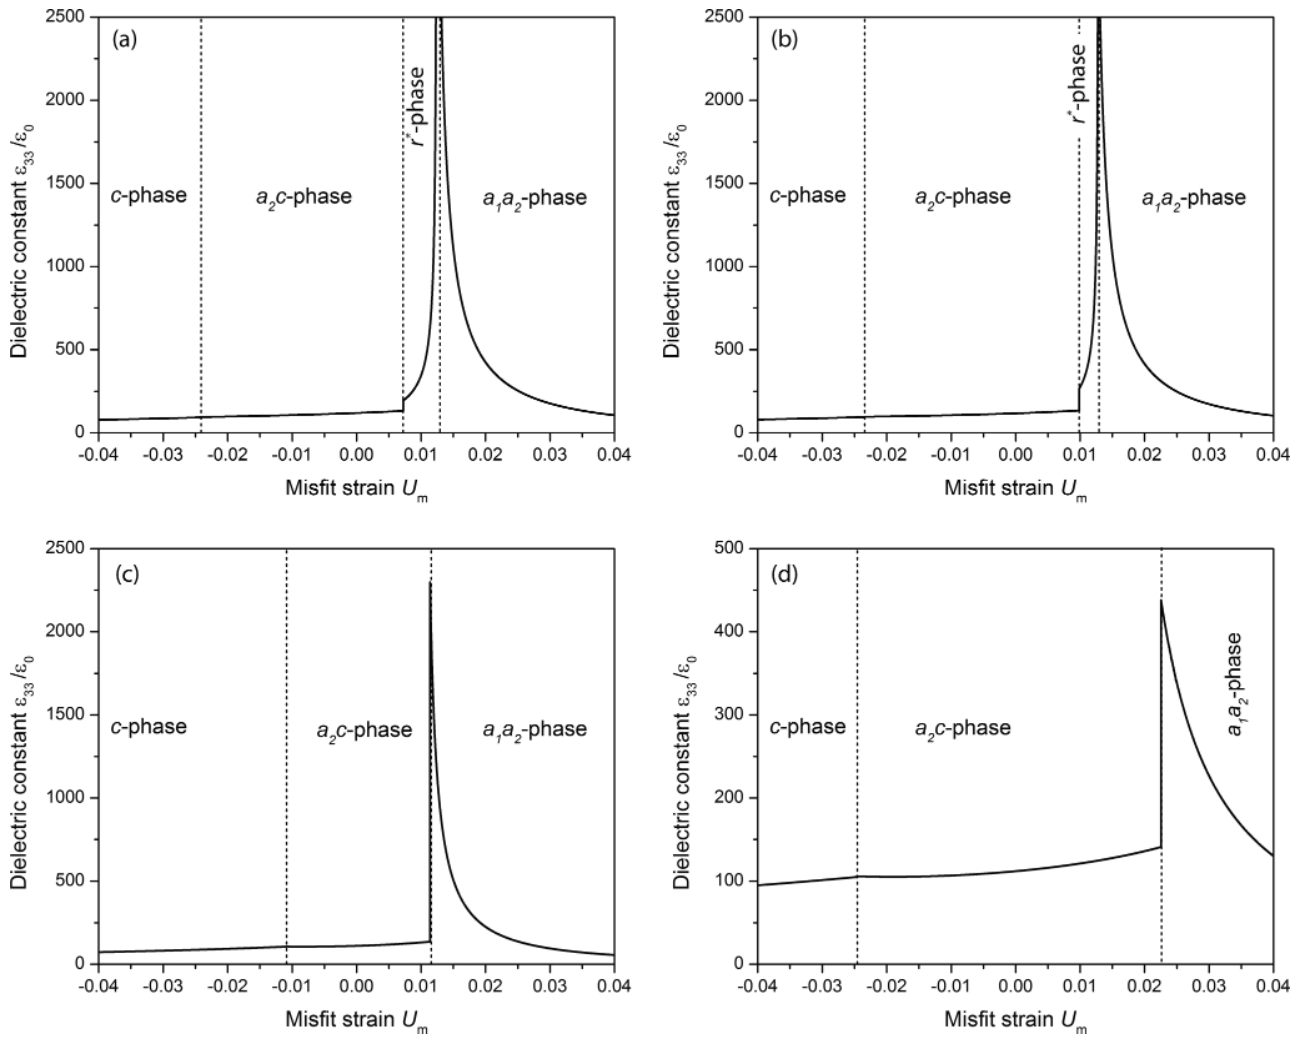 (a)
Dielectric constant ε33/ε0
2500
2000
1500
1000
500
0
c-phase
a2c-phase
r*-phase
a1a2-phase
-0.04 -0.03 -0.02 -0.01 0.00 0.01 0.02 0.03 0.04
Misfit strain Um
(b)
Dielectric constant ε33/ε0
2500
2000
1500
1000
500
0
c-phase
a2c-phase
r*-phase
a1a2-phase
-0.04 -0.03 -0.02 -0.01 0.00 0.01 0.02 0.03 0.04
Misfit strain Um
(c)
Dielectric constant ε33/ε0
2500
2000
1500
1000
500
0
c-phase
a2c-phase
a1a2-phase
-0.04 -0.03 -0.02 -0.01 0.00 0.01 0.02 0.03 0.04
Misfit strain Um
(d)
Dielectric constant ε33/ε0
500
400
300
200
100
0
c-phase
a2c-phase
a1a2-phase
-0.04 -0.03 -0.02 -0.01 0.00 0.01 0.02 0.03 0.04
Misfit strain Um